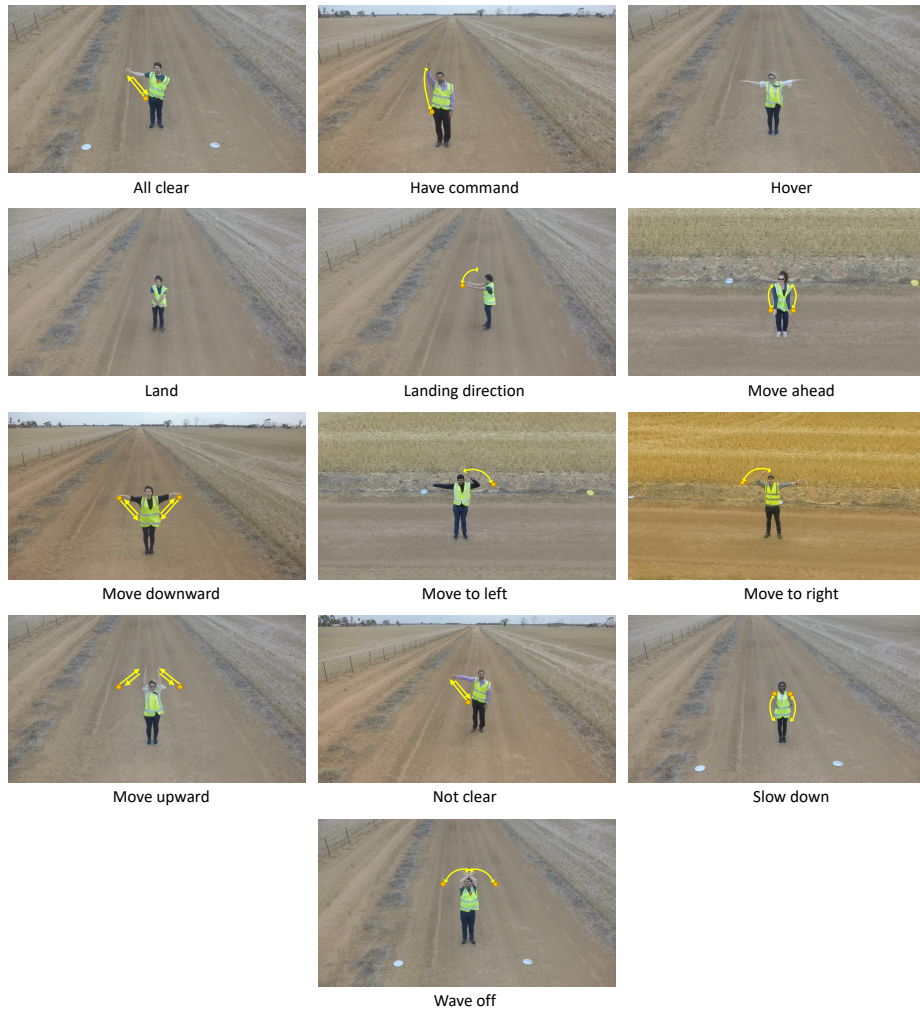 All clear
Have command
Hover
Land
Landing direction
Move ahead
Move downward
Move to left
Move to right
Move upward
Not clear
Slow down
Wave off